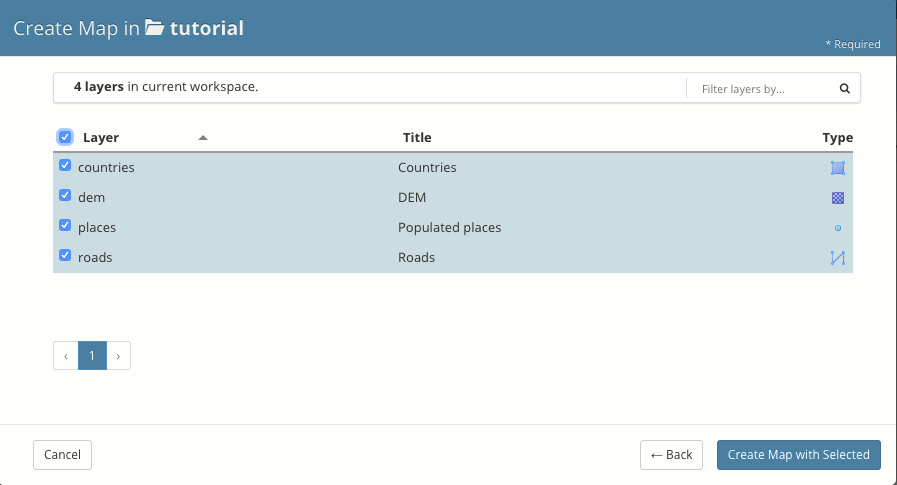 Create Map in tutorial
* Required
4 layers in current workspace.
Filter layers by...
Layer Title Type
countries Countries
dem DEM
places Populated places
roads Roads
‹ 1 ›
Cancel
← Back
Create Map with Selected